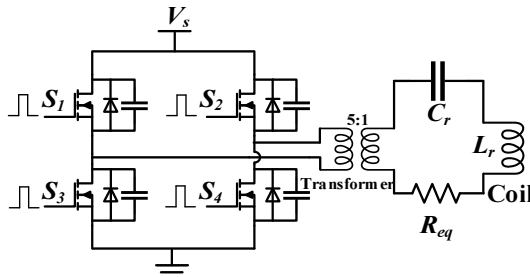 V_s
S_1
S_2
5:1
C_r
L_r
Transformer
Coil
S_3
S_4
R_eq